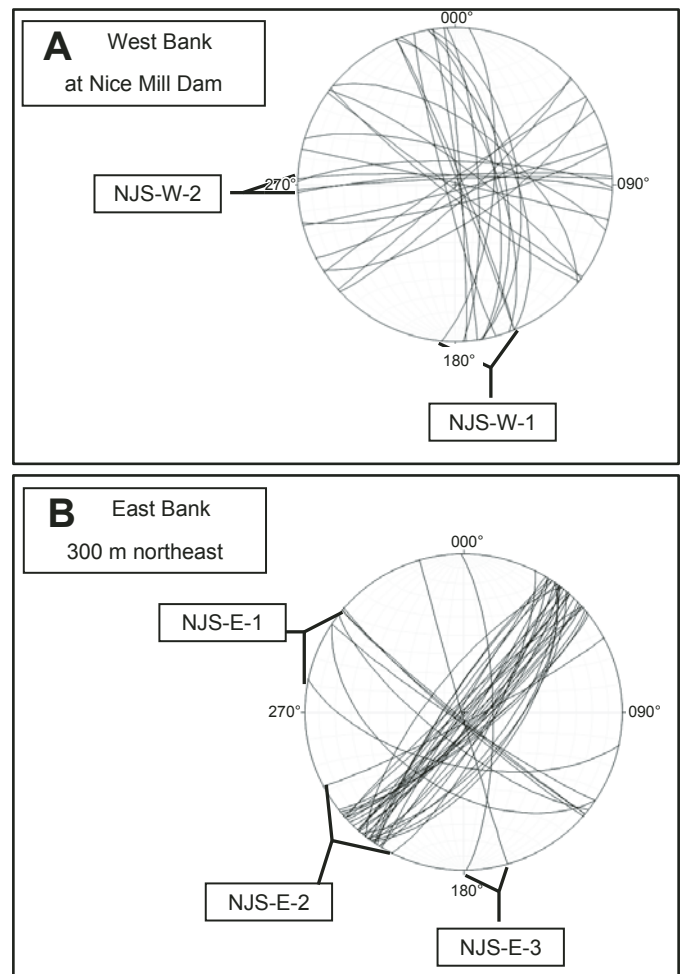 A West Bank
at Nice Mill Dam
000°
NJS-W-2
270°
090°
180°
NJS-W-1
B East Bank
300 m northeast
000°
NJS-E-1
270°
090°
NJS-E-2
180°
NJS-E-3